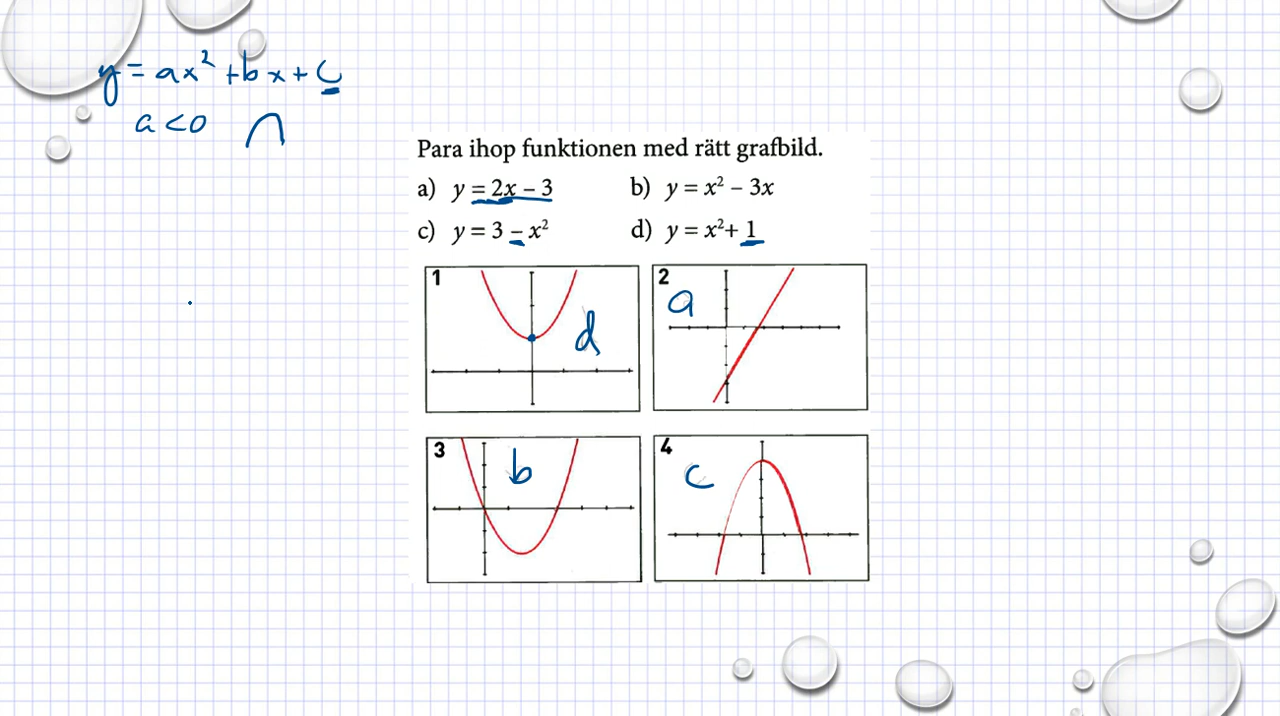 y = ax² + bx + c
a < 0
Para ihop funktionen med rätt grafbild.
a) y = 2x – 3 b) y = x² – 3x
c) y = 3 – x² d) y = x²+ 1
1 d
2 a
3 b
4 c